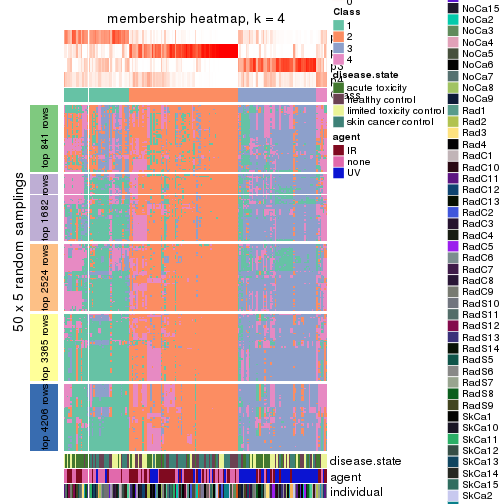 membership heatmap, k = 4
50 x 5 random samplings
top 841 rows
top 1682 rows
top 2524 rows
top 3365 rows
top 4206 rows
disease.state
agent
individual
Class
1
2
3
4
disease.state
acute toxicity
healthy control
limited toxicity control
skin cancer control
agent
IR
none
UV
NoCa15
NoCa2
NoCa3
NoCa4
NoCa5
NoCa6
NoCa7
NoCa8
NoCa9
Rad1
Rad2
Rad3
Rad4
RadC1
RadC10
RadC11
RadC12
RadC13
RadC2
RadC3
RadC4
RadC5
RadC6
RadC7
RadC8
RadC9
RadS10
RadS11
RadS12
RadS13
RadS14
RadS5
RadS6
RadS7
RadS8
RadS9
SkCa1
SkCa10
SkCa11
SkCa12
SkCa13
SkCa14
SkCa15
SkCa2